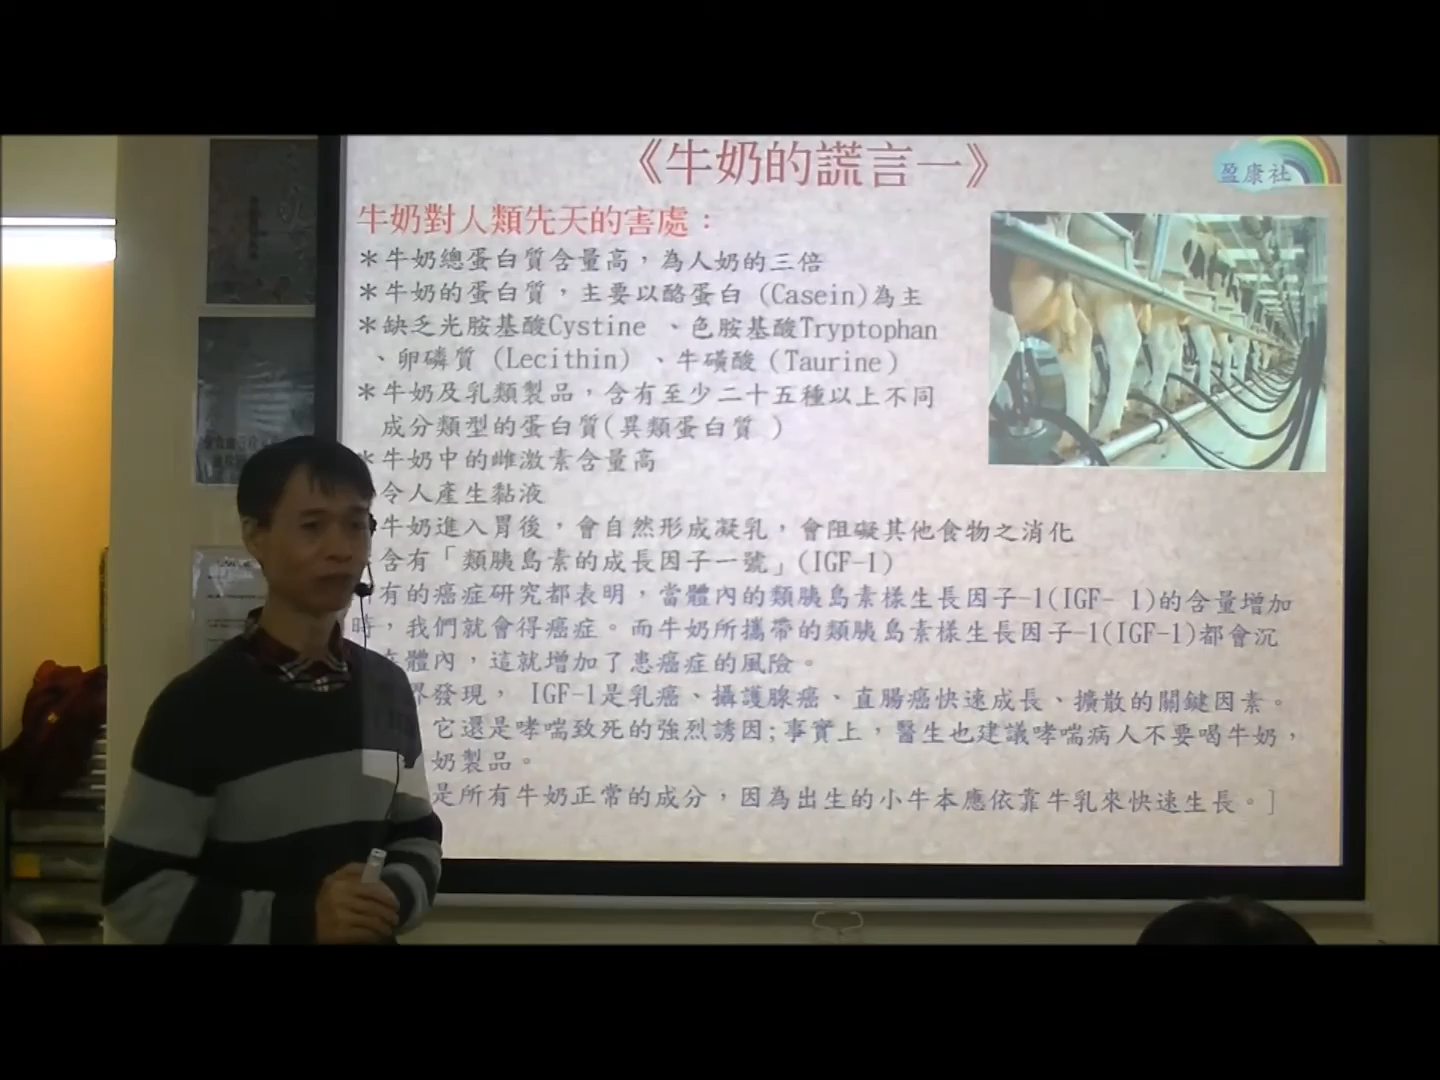 《牛奶的謊言一》
盈康社
牛奶對人類先天的害處：
＊牛奶總蛋白質含量高，為人奶的三倍
＊牛奶的蛋白質，主要以酪蛋白 (Casein)為主
＊缺乏光胺基酸Cystine 、色胺基酸Tryptophan
、卵磷質 (Lecithin) 、牛磺酸 (Taurine)
＊牛奶及乳類製品，含有至少二十五種以上不同
成分類型的蛋白質(異類蛋白質 )
＊牛奶中的雌激素含量高
令人產生黏液
牛奶進入胃後，會自然形成凝乳，會阻礙其他食物之消化
含有「類胰島素的成長因子一號」(IGF-1)
有的癌症研究都表明，當體內的類胰島素樣生長因子-1(IGF- 1)的含量增加
時，我們就會得癌症。而牛奶所攜帶的類胰島素樣生長因子-1(IGF-1)都會沉
在體內，這就增加了患癌症的風險。
界發現， IGF-1是乳癌、攝護腺癌、直腸癌快速成長、擴散的關鍵因素。
它還是哮喘致死的強烈誘因;事實上，醫生也建議哮喘病人不要喝牛奶，
奶製品。
是所有牛奶正常的成分，因為出生的小牛本應依靠牛乳來快速生長。]